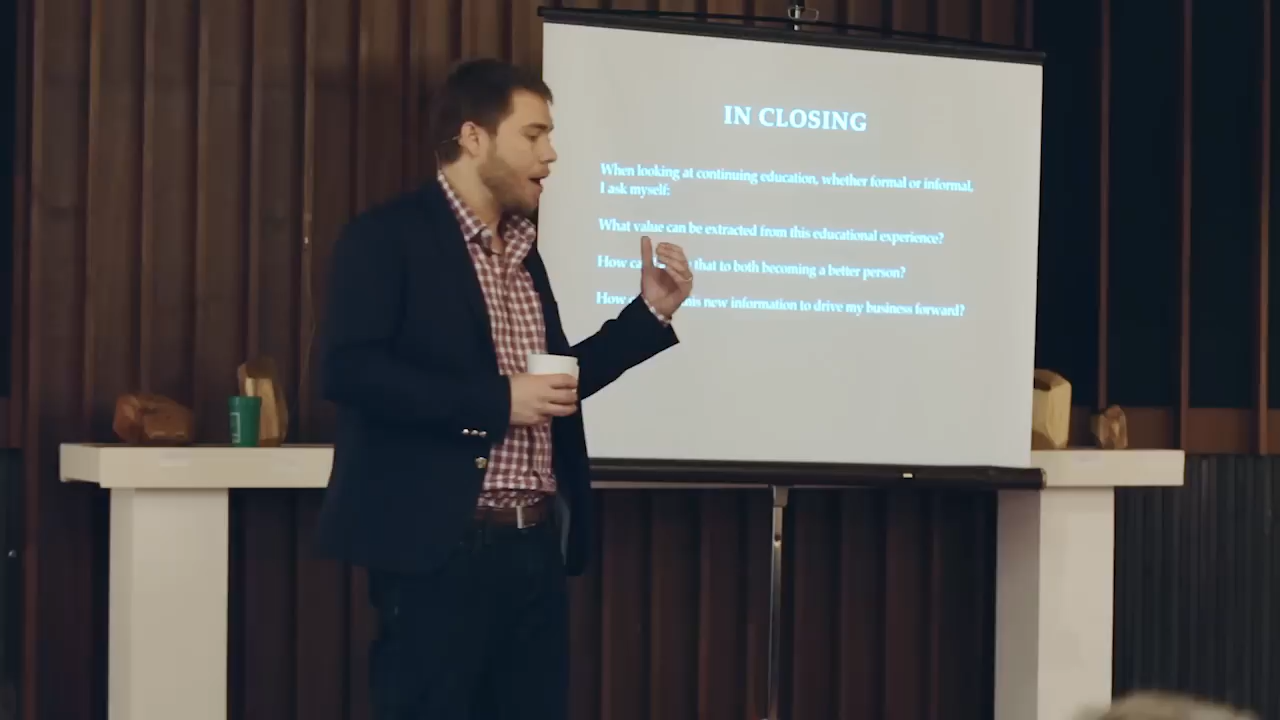 IN CLOSING
When looking at continuing education, whether formal or informal,
I ask myself:
What value can be extracted from this educational experience?
How that to both becoming a better person?
How this new information to drive my business forward?